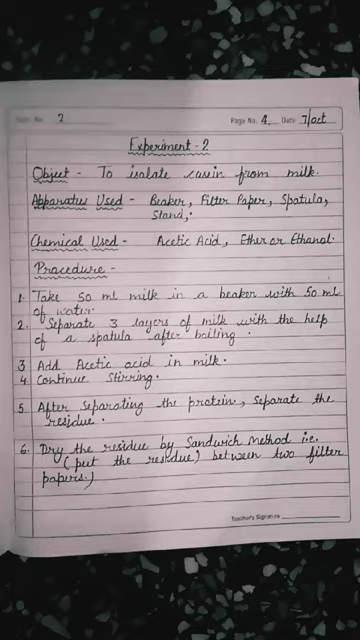 2 Page No. 4. Date 7/oct
Experiment - 2
Object - To isolate casin from milk.
Apparatus Used - Beaker, Filter Paper, Spatula,
Stand,
Chemical Used - Acetic Acid, Ether or Ethanol.
Procedure -
1. Take 50 ml milk in a beaker with 50 ml
of water.
2. Separate 3 layers of milk with the help
of a spatula after boiling.
3 Add Acetic acid in milk.
4. Continue Stirring.
5 After separating the protein, separate the
residue.
6. Dry the residue by Sandwich Method i.e.
(put the residue) between two filter
papers.)
Teacher's Signature